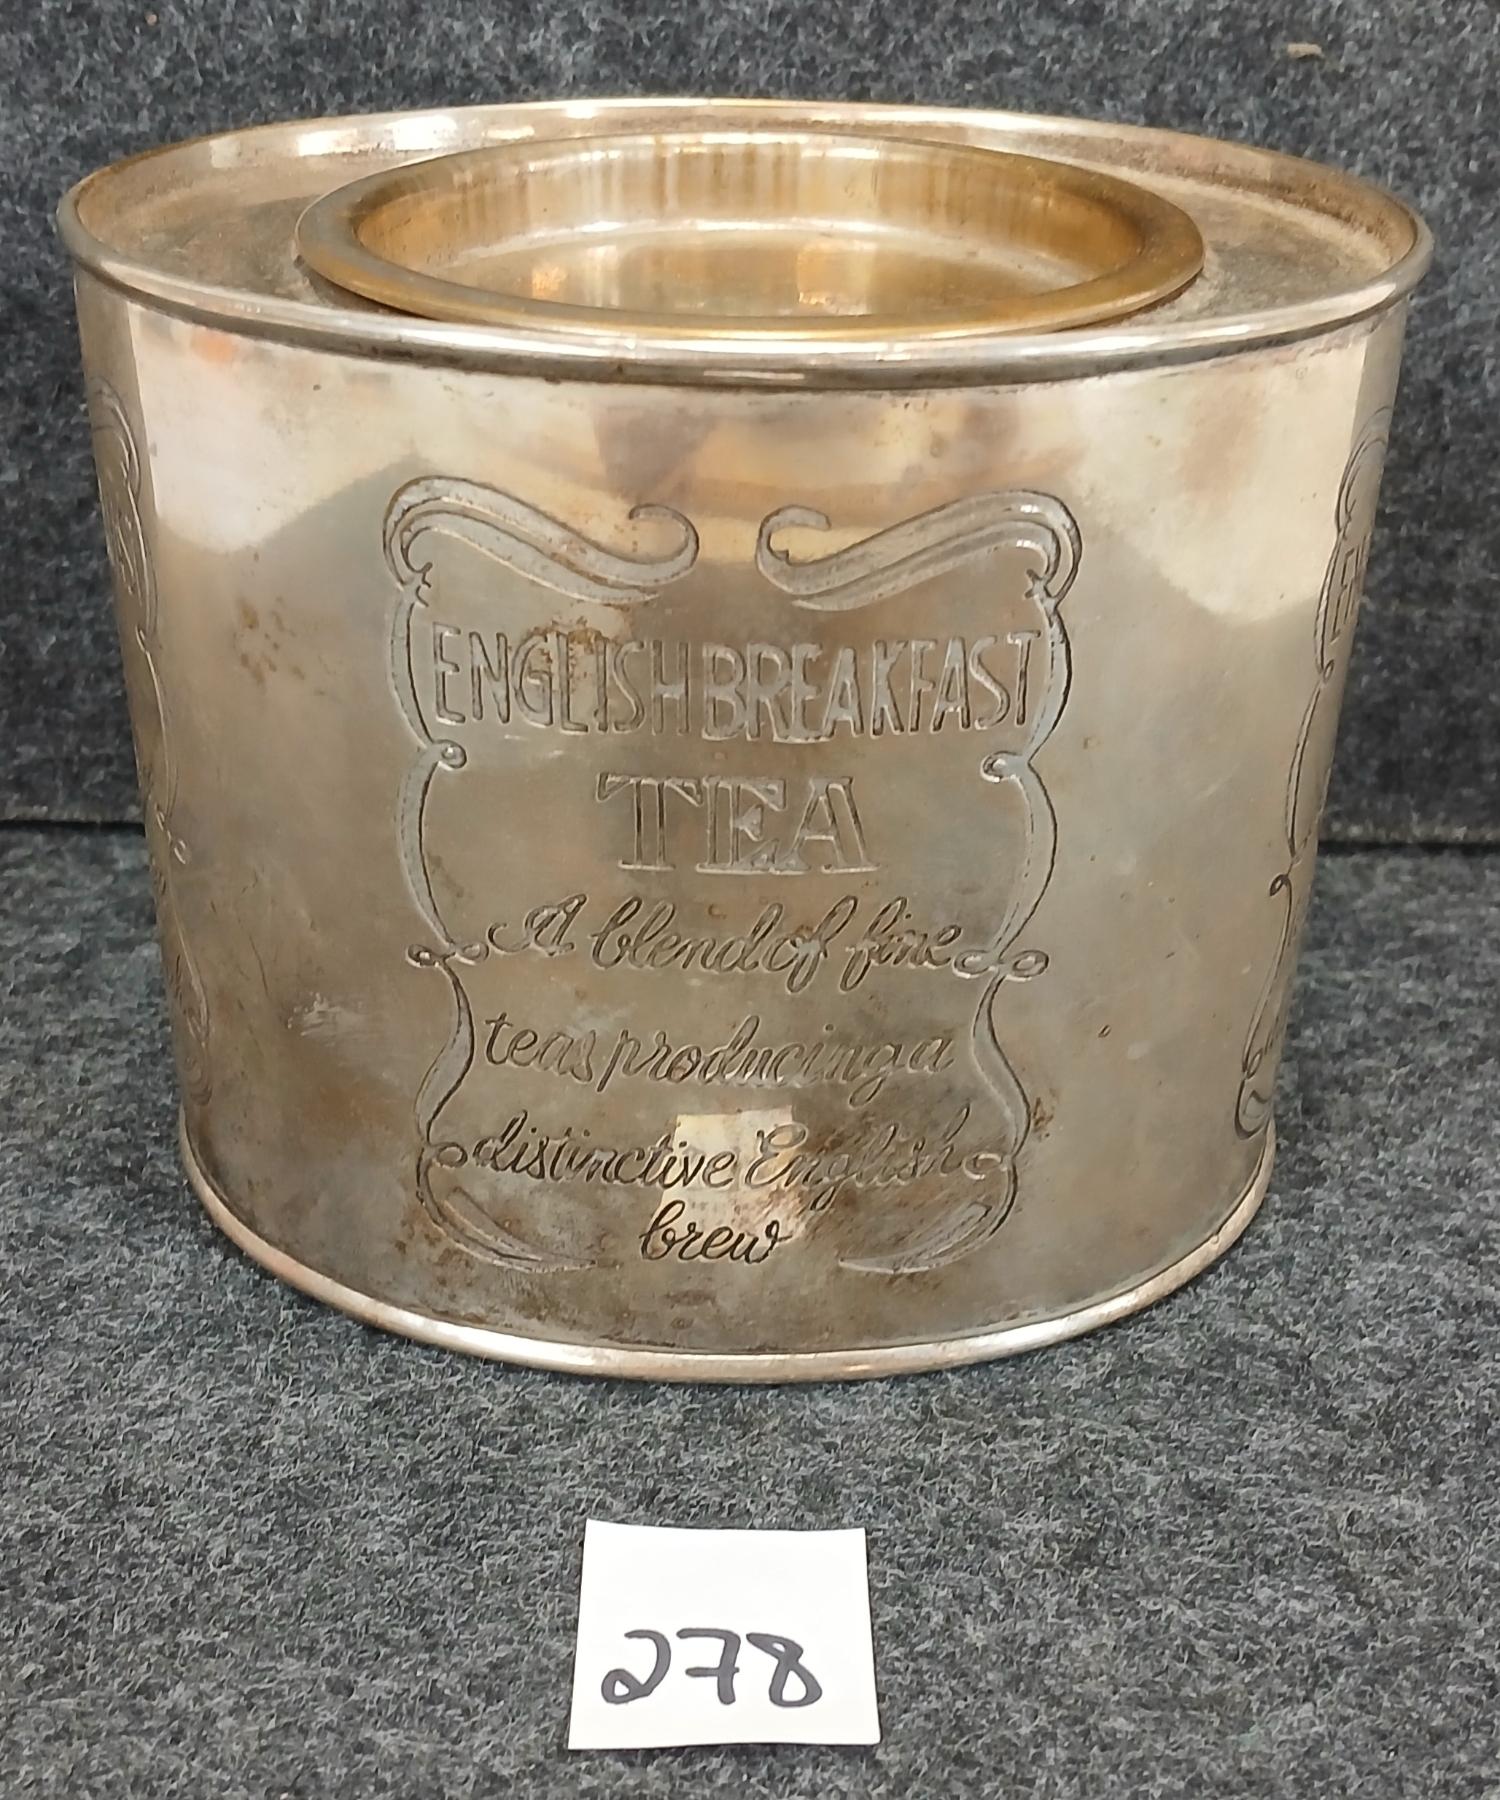 ENGLISH BREAKFAST
TEA
A blend of fine
teas producing a
distinctive English
brew
278